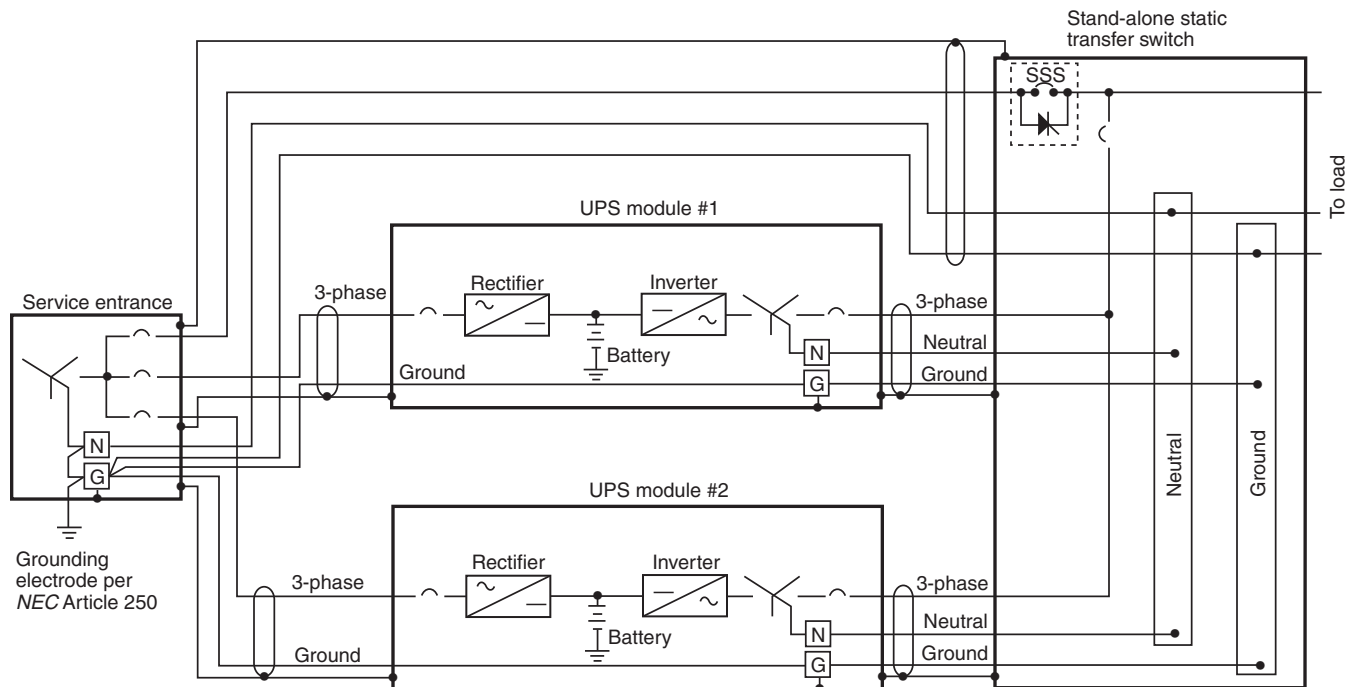 Stand-alone static
transfer switch
SSS
To load
UPS module #1
Rectifier
Inverter
3-phase
3-phase
Service entrance
Battery
N
Neutral
Ground
G
Ground
N
G
Neutral
Ground
UPS module #2
Grounding
electrode per
NEC Article 250
Rectifier
Inverter
3-phase
3-phase
Battery
N
Neutral
Ground
G
Ground